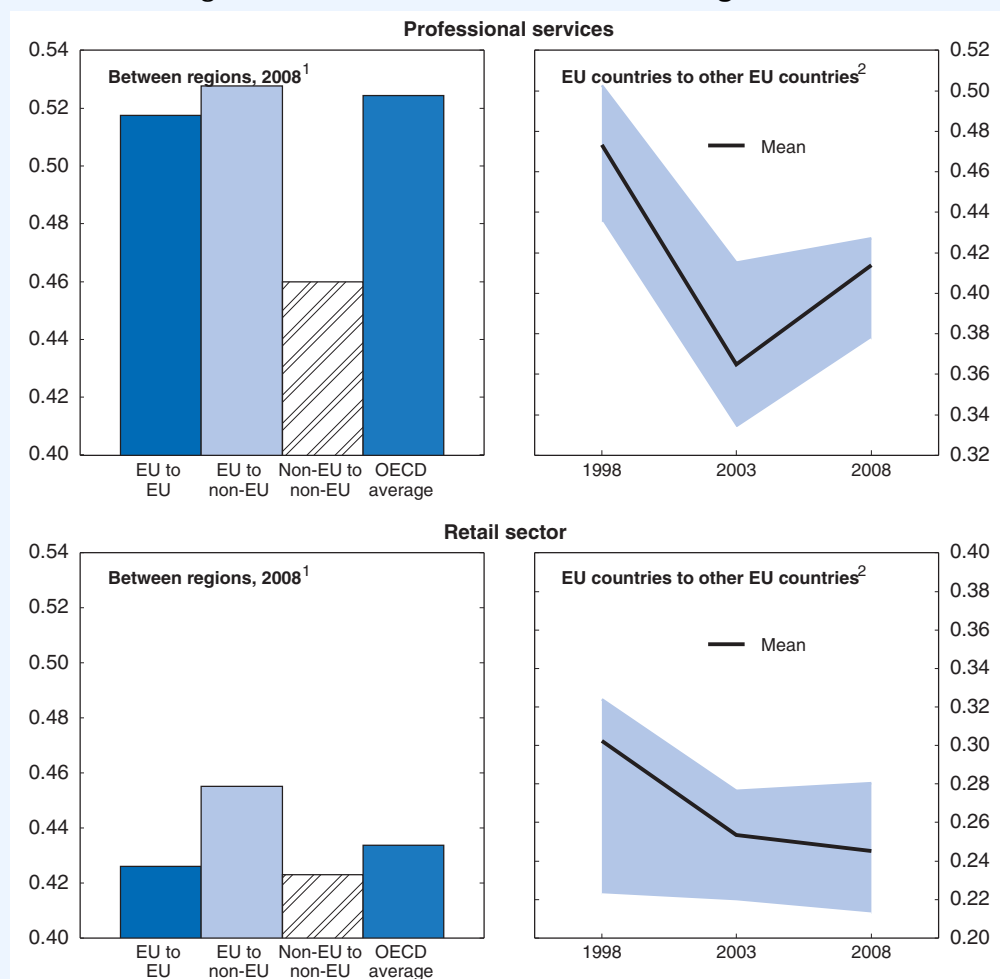 Professional services
Between regions, 2008¹
0.54
0.52
0.50
0.48
0.46
0.44
0.42
0.40
EU to EU
EU to non-EU
Non-EU to non-EU
OECD average
EU countries to other EU countries²
Mean
0.52
0.50
0.48
0.46
0.44
0.42
0.40
0.38
0.36
0.34
0.32
1998 2003 2008
Retail sector
Between regions, 2008¹
0.54
0.52
0.50
0.48
0.46
0.44
0.42
0.40
EU to EU
EU to non-EU
Non-EU to non-EU
OECD average
EU countries to other EU countries²
Mean
0.40
0.38
0.36
0.34
0.32
0.30
0.28
0.26
0.24
0.22
0.20
1998 2003 2008